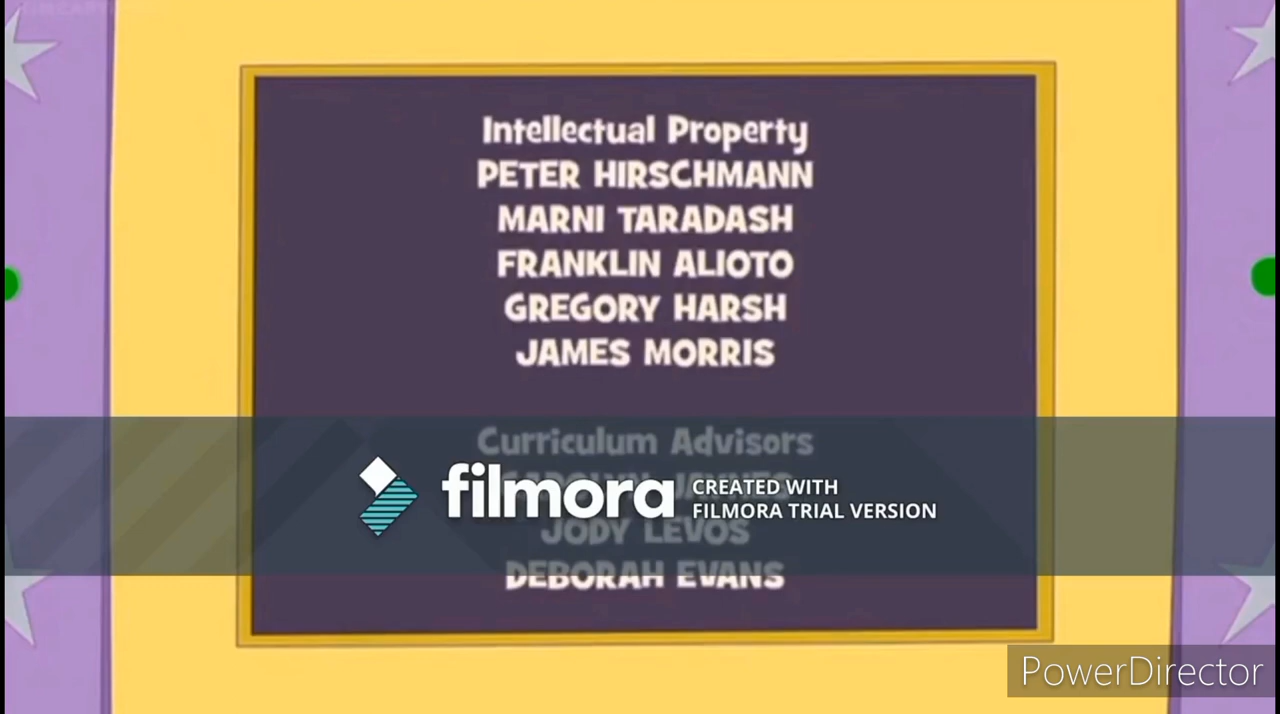 Intellectual Property
PETER HIRSCHMANN
MARNI TARADASH
FRANKLIN ALIOTO
GREGORY HARSH
JAMES MORRIS
Curriculum Advisors
filmora
CREATED WITH
FILMORA TRIAL VERSION
JODY LEVOS
DEBORAH EVANS
PowerDirector